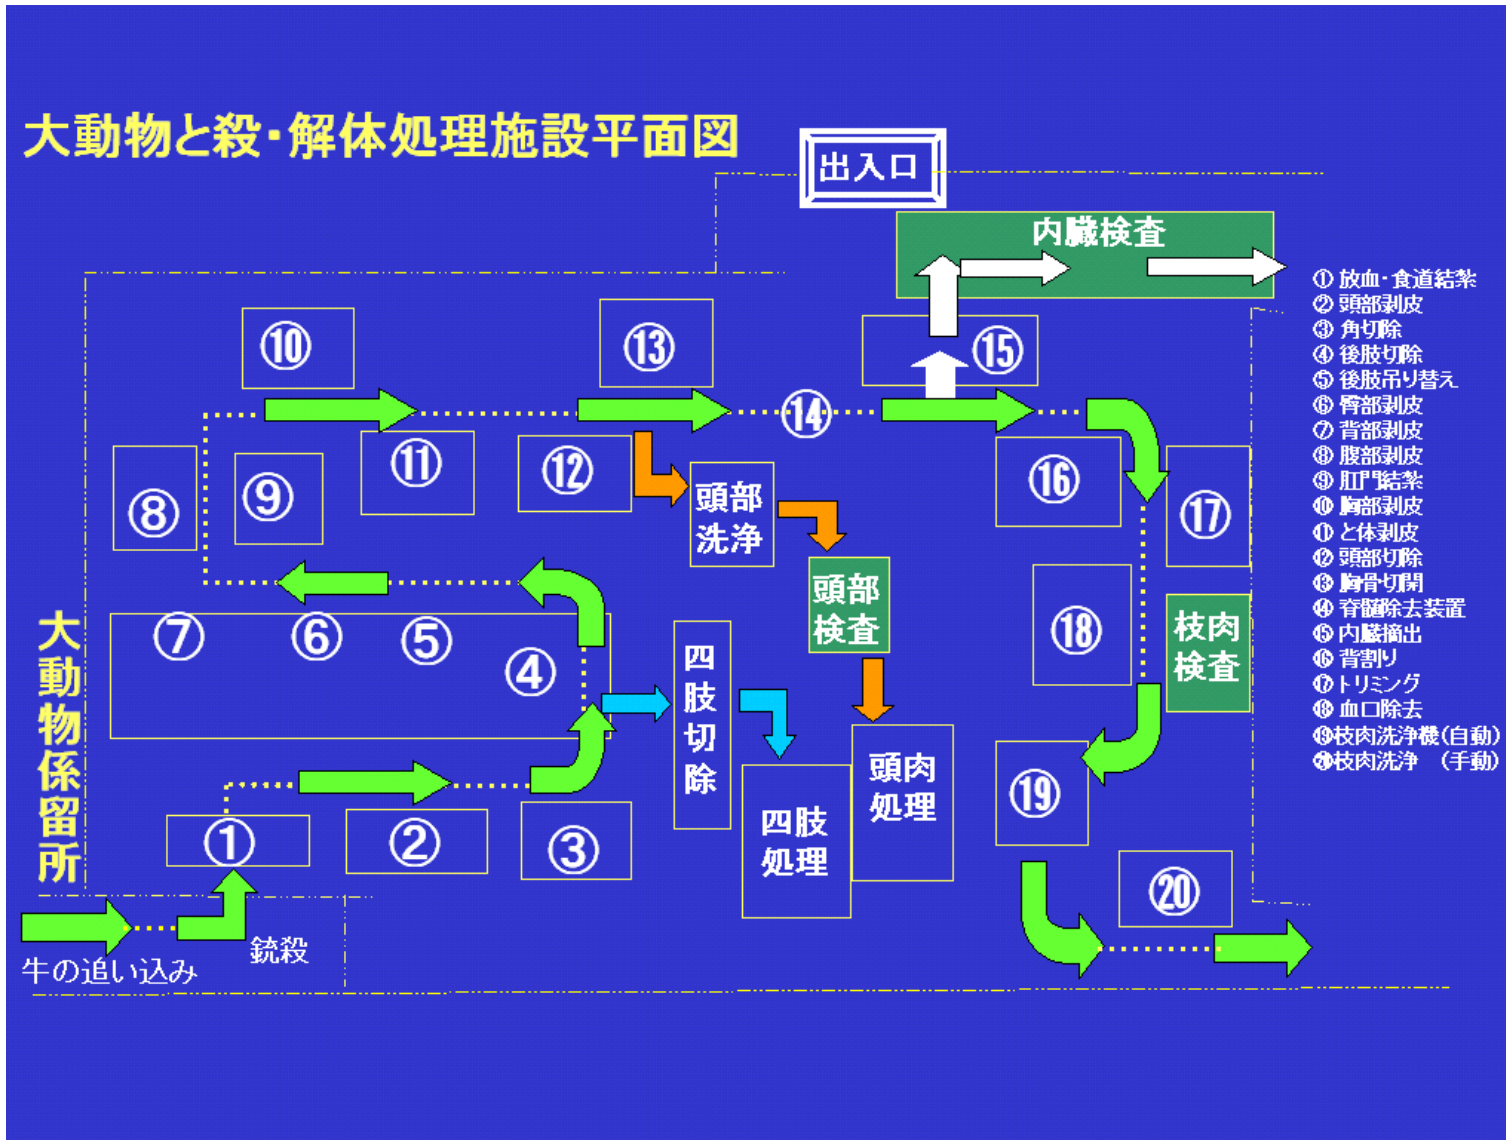 大動物と殺・解体処理施設平面図
出入口
内臓検査
⑩
⑬
⑮
⑭
⑪
⑫
⑯
⑧
⑨
⑰
頭部
洗浄
頭部
検査
⑦
⑥
⑤
④
⑱
枝肉
検査
大動物係留所
四肢切除
四肢
処理
頭肉
処理
⑲
①
②
③
⑳
牛の追い込み
銃殺
① 放血・食道結紮
② 頭部剥皮
③ 角切除
④ 後肢切除
⑤ 後肢吊り替え
⑥ 臀部剥皮
⑦ 背部剥皮
⑧ 腹部剥皮
⑨ 肛門結紮
⑩ 胸部剥皮
⑪ と体剥皮
⑫ 頭部切除
⑬ 胸骨切開
⑭ 脊髄除去装置
⑮ 内臓摘出
⑯ 背割り
⑰ トリミング
⑱ 血口除去
⑲枝肉洗浄機(自動)
⑳枝肉洗浄 (手動)